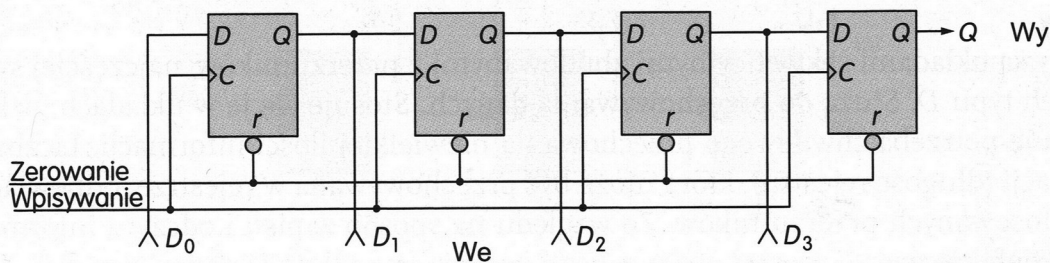 D Q D Q D Q D Q Q Wy
C C C C
r r r r
Zerowanie
Wpisywanie
D0 D1 D2 D3
We